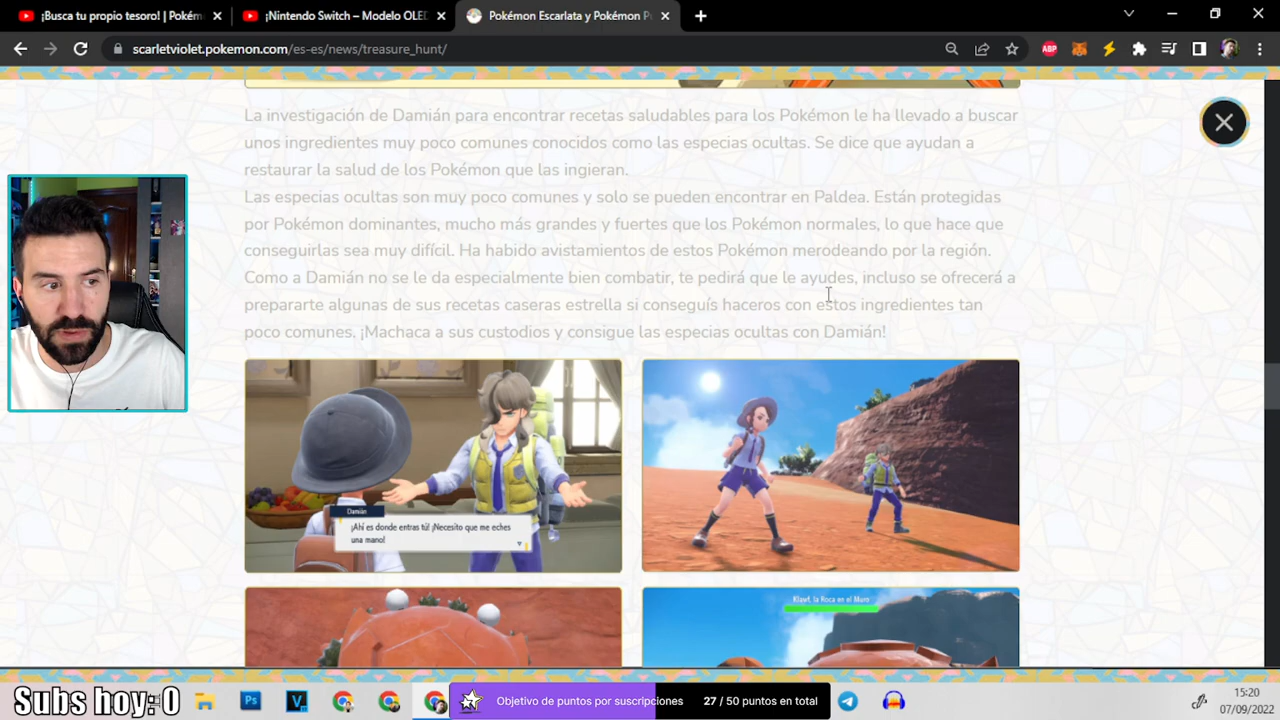 ¡Busca tu propio tesoro! | Pokém
¡Nintendo Switch – Modelo OLED
Pokémon Escarlata y Pokémon P
scarletviolet.pokemon.com/es-es/news/treasure_hunt/
ABP
La investigación de Damián para encontrar recetas saludables para los Pokémon le ha llevado a buscar
unos ingredientes muy poco comunes conocidos como las especias ocultas. Se dice que ayudan a
restaurar la salud de los Pokémon que las ingieran.
Las especias ocultas son muy poco comunes y solo se pueden encontrar en Paldea. Están protegidas
por Pokémon dominantes, mucho más grandes y fuertes que los Pokémon normales, lo que hace que
conseguirlas sea muy difícil. Ha habido avistamientos de estos Pokémon merodeando por la región.
Como a Damián no se le da especialmente bien combatir, te pedirá que le ayudes, incluso se ofrecerá a
prepararte algunas de sus recetas caseras estrella si conseguís haceros con estos ingredientes tan
poco comunes. ¡Machaca a sus custodios y consigue las especias ocultas con Damián!
Damián
¡Ahí es donde entras tú! ¡Necesito que me eches
una mano!
Klawf, la Roca en el Muro
Subs hoy: 0
Ps
V
Objetivo de puntos por suscripciones
27 / 50 puntos en total
15:20
07/09/2022